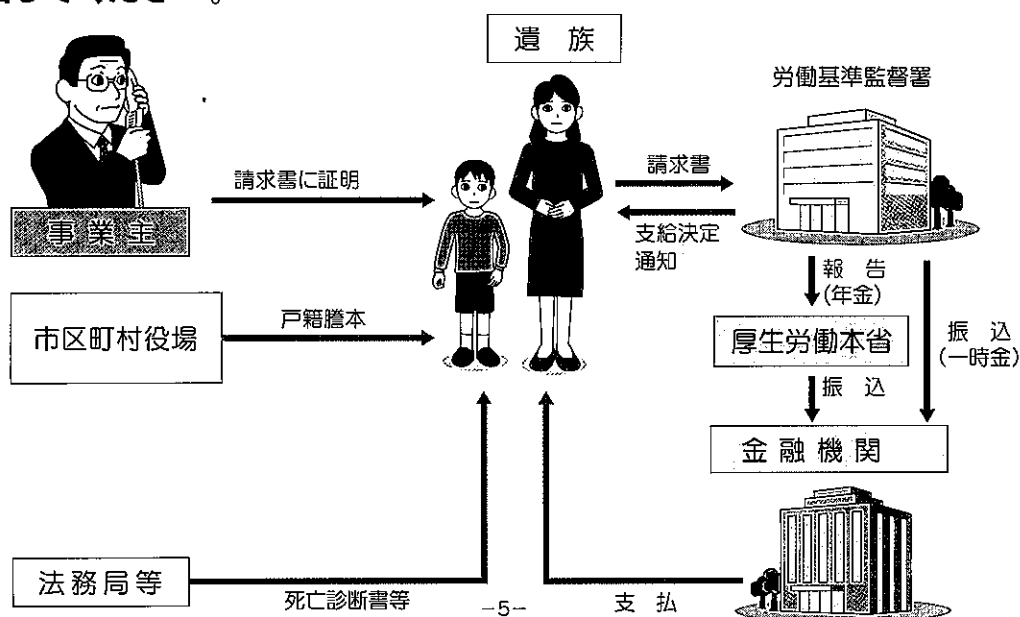 遺 族
労働基準監督署
請求書に証明
請求書
事業主
支給決定
通知
報 告
(年金)
市区町村役場
戸籍謄本
厚生労働本省
振 込
(一時金)
振 込
金融機関
法務局等
死亡診断書等
-5-
支 払